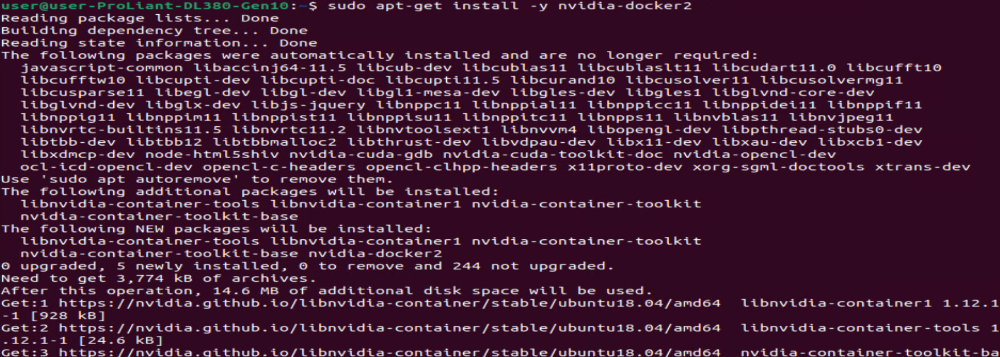 user@user-ProLiant-DL380-Gen10:~$ sudo apt-get install -y nvidia-docker2
Reading package lists... Done
Building dependency tree... Done
Reading state information... Done
The following packages were automatically installed and are no longer required:
  javascript-common libaccinj64-11.5 libcub-dev libcublas11 libcublaslt11 libcudart11.0 libcufft10
  libcufftw10 libcupti-dev libcupti-doc libcupti11.5 libcurand10 libcusolver11 libcusolvermg11
  libcusparse11 libegl-dev libgl-dev libgl1-mesa-dev libgles-dev libgles1 libglvnd-core-dev
  libglvnd-dev libglx-dev libjs-jquery libnppc11 libnppial11 libnppicc11 libnppidei11 libnppif11
  libnppig11 libnppim11 libnppist11 libnppisu11 libnppitc11 libnpps11 libnvblas11 libnvjpeg11
  libnvrtc-builtins11.5 libnvrtc11.2 libnvtoolsext1 libnvvm4 libopengl-dev libpthread-stubs0-dev
  libtbb-dev libtbb12 libtbbmalloc2 libthrust-dev libvdpau-dev libx11-dev libxau-dev libxcb1-dev
  libxdmcp-dev node-html5shiv nvidia-cuda-gdb nvidia-cuda-toolkit-doc nvidia-opencl-dev
  ocl-icd-opencl-dev opencl-c-headers opencl-clhpp-headers x11proto-dev xorg-sgml-doctools xtrans-dev
Use 'sudo apt autoremove' to remove them.
The following additional packages will be installed:
  libnvidia-container-tools libnvidia-container1 nvidia-container-toolkit
  nvidia-container-toolkit-base
The following NEW packages will be installed:
  libnvidia-container-tools libnvidia-container1 nvidia-container-toolkit
  nvidia-container-toolkit-base nvidia-docker2
0 upgraded, 5 newly installed, 0 to remove and 244 not upgraded.
Need to get 3,774 kB of archives.
After this operation, 14.6 MB of additional disk space will be used.
Get:1 https://nvidia.github.io/libnvidia-container/stable/ubuntu18.04/amd64  libnvidia-container1 1.12.1
-1 [928 kB]
Get:2 https://nvidia.github.io/libnvidia-container/stable/ubuntu18.04/amd64  libnvidia-container-tools 1
.12.1-1 [24.6 kB]
Get:3 https://nvidia.github.io/libnvidia-container/stable/ubuntu18.04/amd64  nvidia-container-toolkit-ba